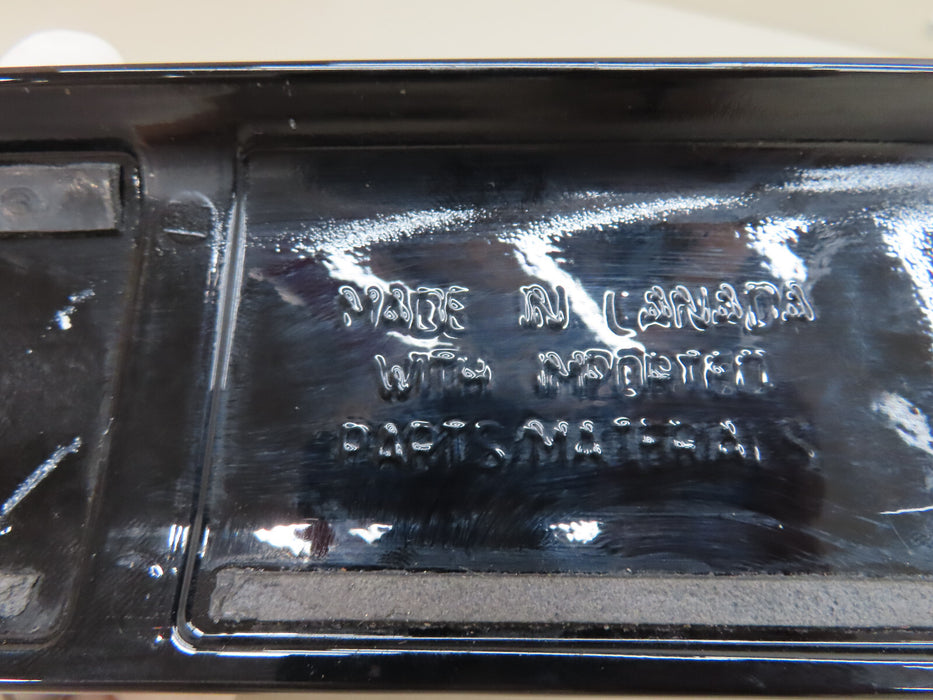 MADE IN CANADA
WITH IMPORTED
PARTS/MATERIALS